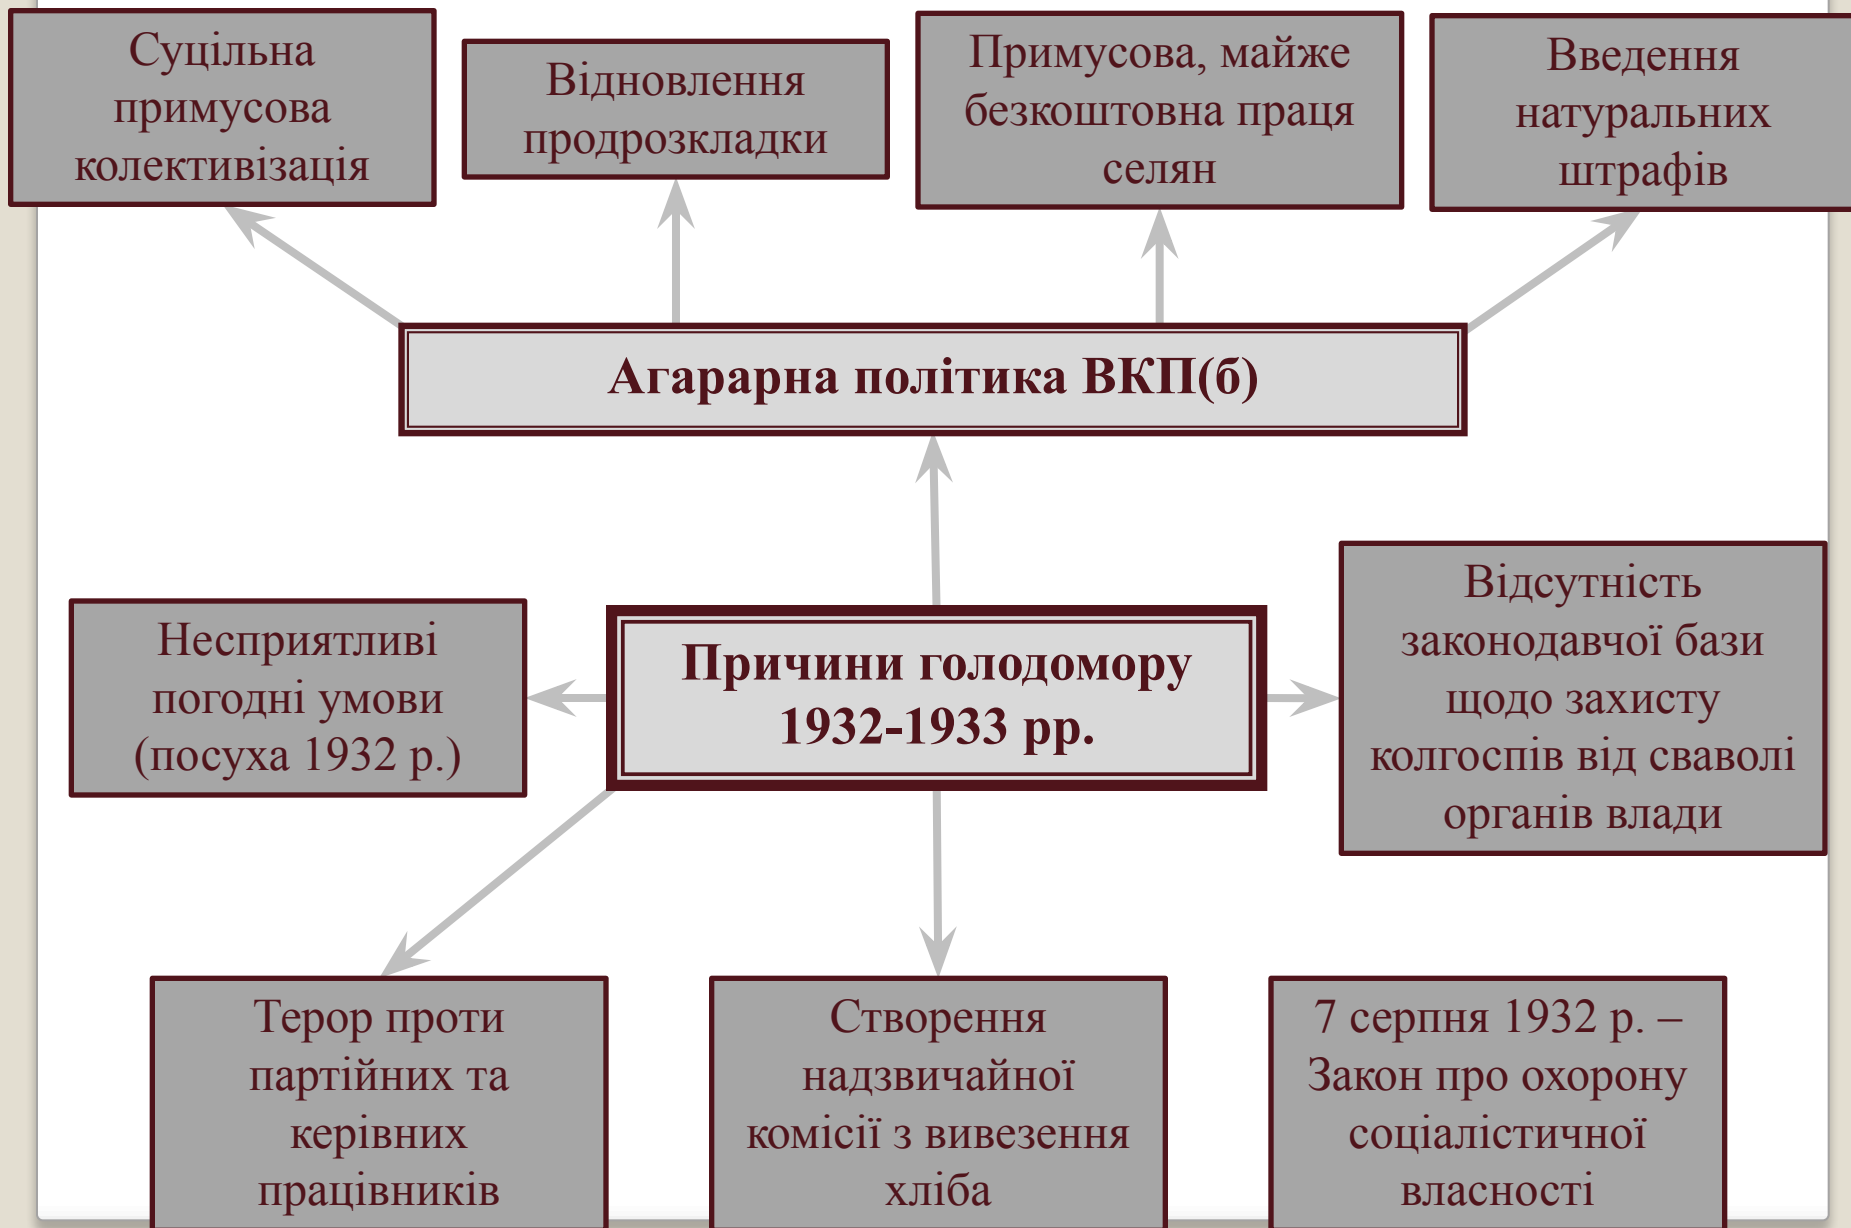 Суцільна
примусова
колективізація
Відновлення
продрозкладки
Примусова, майже
безкоштовна праця
селян
Введення
натуральних
штрафів
Агарарна політика ВКП(б)
Несприятливі
погодні умови
(посуха 1932 р.)
Причини голодомору
1932-1933 рр.
Відсутність
законодавчої бази
щодо захисту
колгоспів від сваволі
органів влади
Терор проти
партійних та
керівних
працівників
Створення
надзвичайної
комісії з вивезення
хліба
7 серпня 1932 р. –
Закон про охорону
соціалістичної
власності